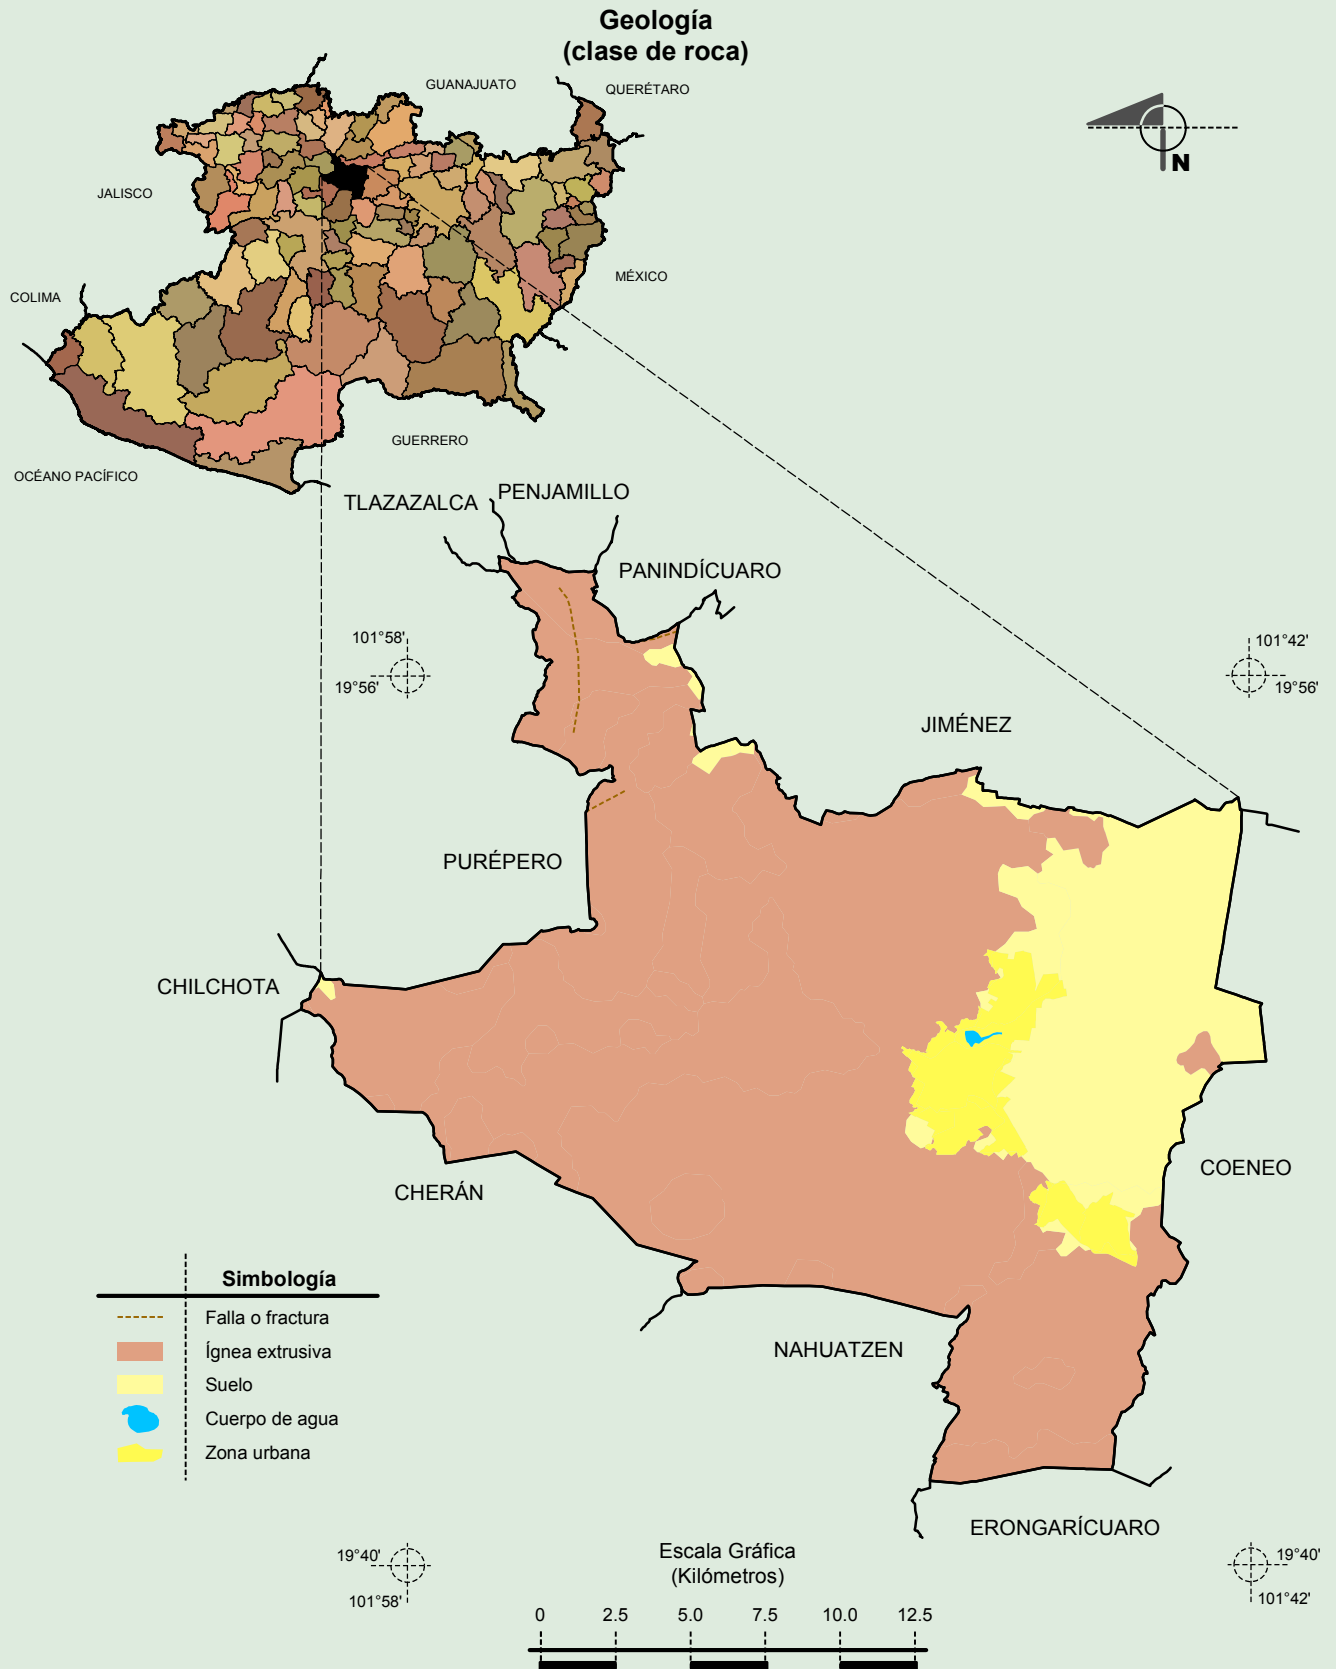 Geología
(clase de roca)
GUANAJUATO
QUERÉTARO
N
JALISCO
MÉXICO
COLIMA
GUERRERO
OCÉANO PACÍFICO
TLAZAZALCA
PENJAMILLO
PANINDÍCUARO
101°58'
19°56'
101°42'
19°56'
JIMÉNEZ
PURÉPERO
CHILCHOTA
COENEO
CHERÁN
Simbología
Falla o fractura
Ígnea extrusiva
Suelo
Cuerpo de agua
Zona urbana
NAHUATZEN
ERONGARÍCUARO
19°40'
101°58'
19°40'
101°42'
Escala Gráfica
(Kilómetros)
0 2.5 5.0 7.5 10.0 12.5